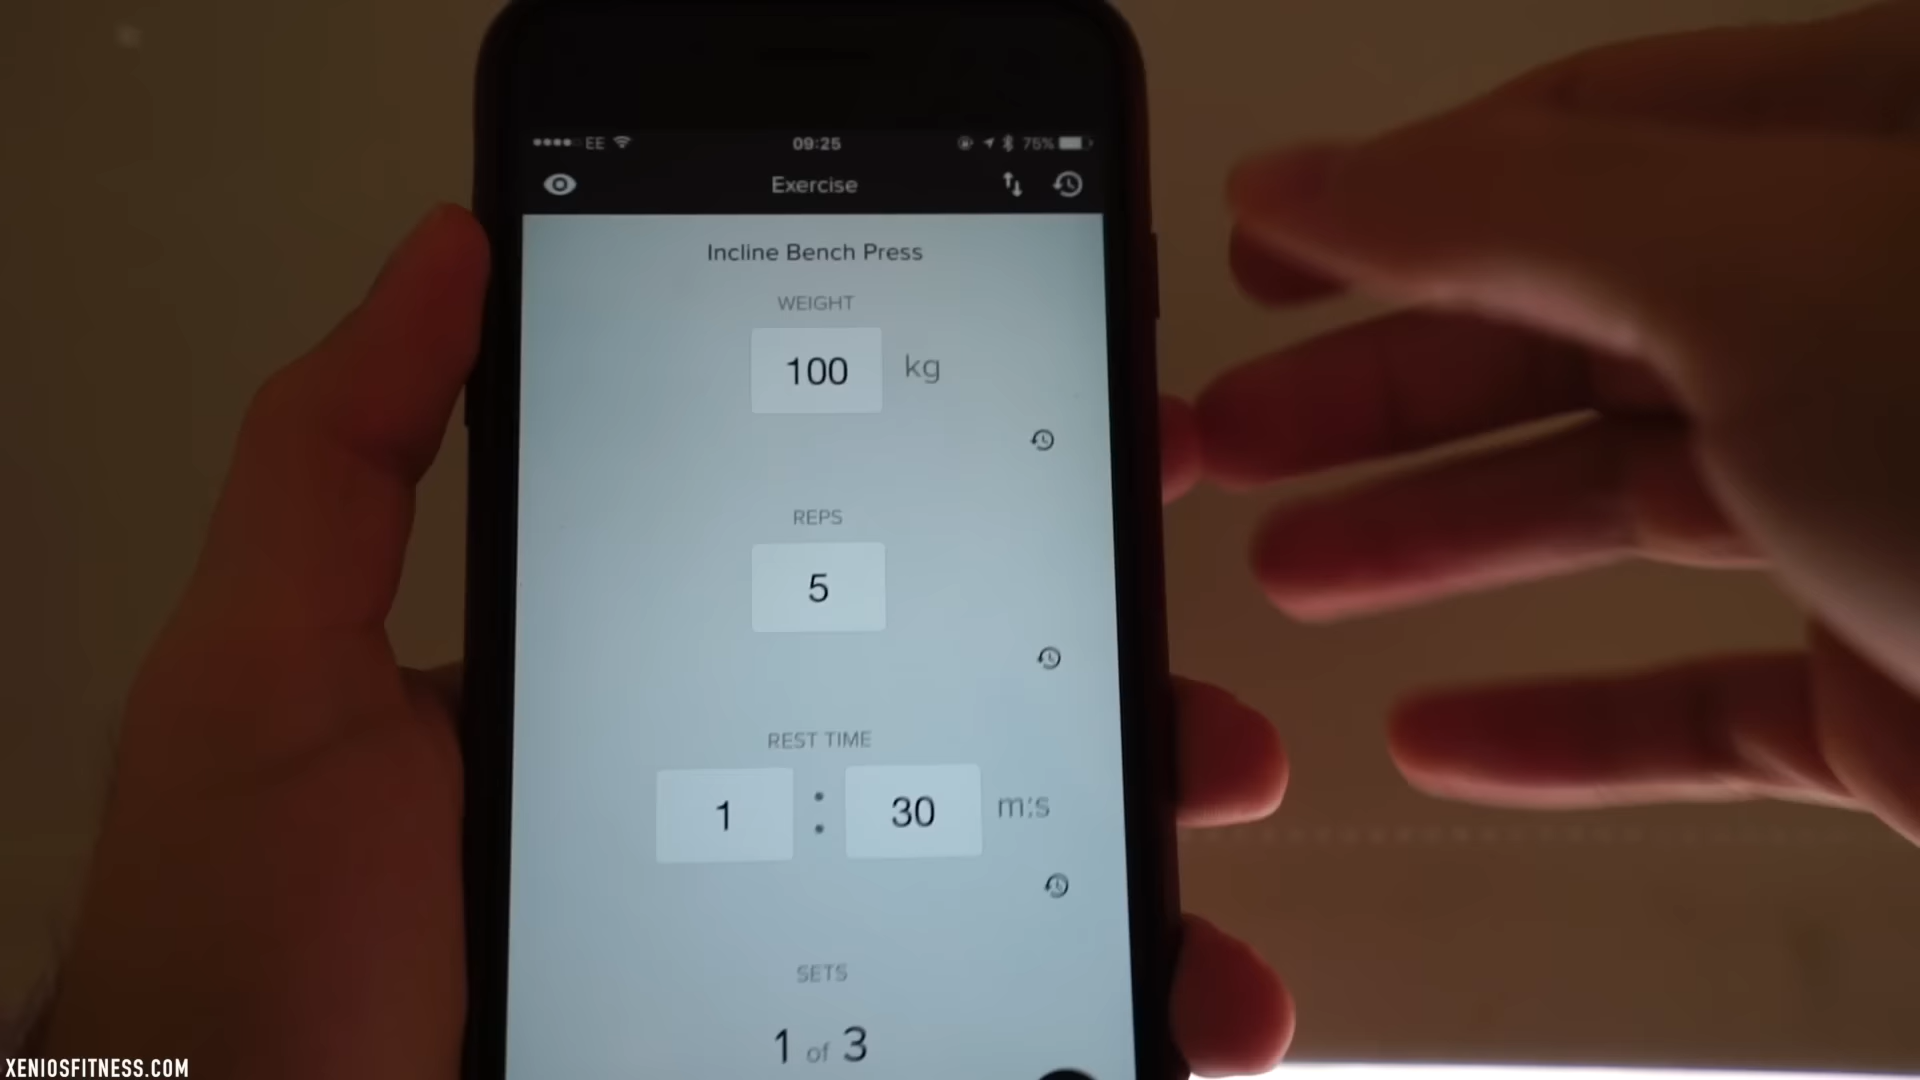 EE 09:25 75%
Exercise
Incline Bench Press
WEIGHT
100 kg
REPS
5
REST TIME
1 : 30 m:s
SETS
1 of 3
XENIOSFITNESS.COM